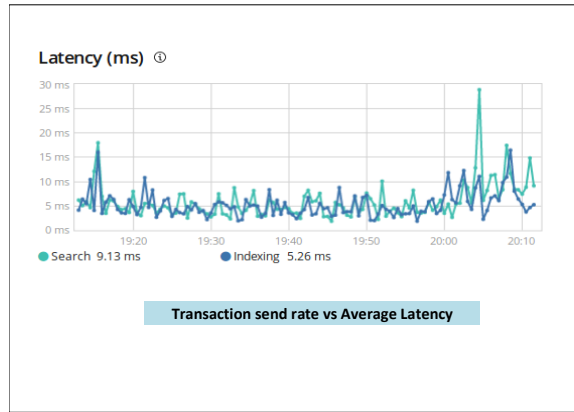 Latency (ms) ⓘ
30 ms
25 ms
20 ms
15 ms
10 ms
5 ms
0 ms
19:20 19:30 19:40 19:50 20:00 20:10
Search 9.13 ms Indexing 5.26 ms
Transaction send rate vs Average Latency